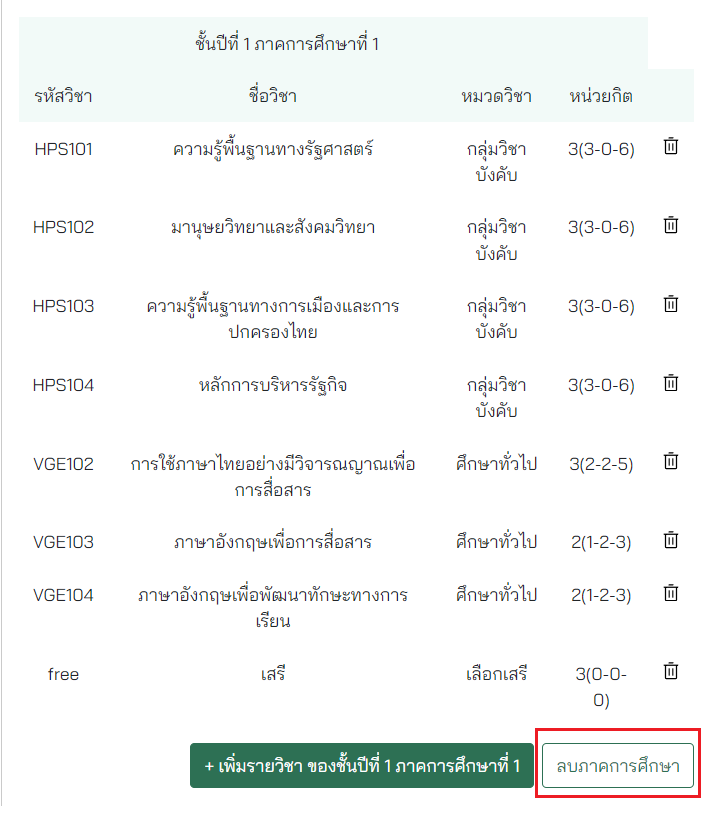 ชั้นปีที่ 1 ภาคการศึกษาที่ 1
รหัสวิชา ชื่อวิชา หมวดวิชา หน่วยกิต
HPS101 ความรู้พื้นฐานทางรัฐศาสตร์ กลุ่มวิชา 3(3-0-6)
บังคับ
HPS102 มานุษยวิทยาและสังคมวิทยา กลุ่มวิชา 3(3-0-6)
บังคับ
HPS103 ความรู้พื้นฐานทางการเมืองและการ กลุ่มวิชา 3(3-0-6)
ปกครองไทย บังคับ
HPS104 หลักการบริหารรัฐกิจ กลุ่มวิชา 3(3-0-6)
บังคับ
VGE102 การใช้ภาษาไทยอย่างมีวิจารณญาณเพื่อ ศึกษาทั่วไป 3(2-2-5)
การสื่อสาร
VGE103 ภาษาอังกฤษเพื่อการสื่อสาร ศึกษาทั่วไป 2(1-2-3)
VGE104 ภาษาอังกฤษเพื่อพัฒนาทักษะทางการ ศึกษาทั่วไป 2(1-2-3)
เรียน
free เสรี เลือกเสรี 3(0-0-
0)
+ เพิ่มรายวิชา ของชั้นปีที่ 1 ภาคการศึกษาที่ 1 ลบภาคการศึกษา